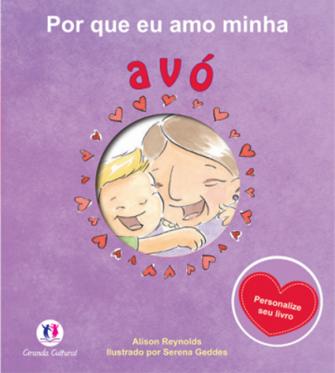 Por que eu amo minha
avó
Personalize
seu livro
Alison Reynolds
Ilustrado por Serena Geddes
Ciranda Cultural